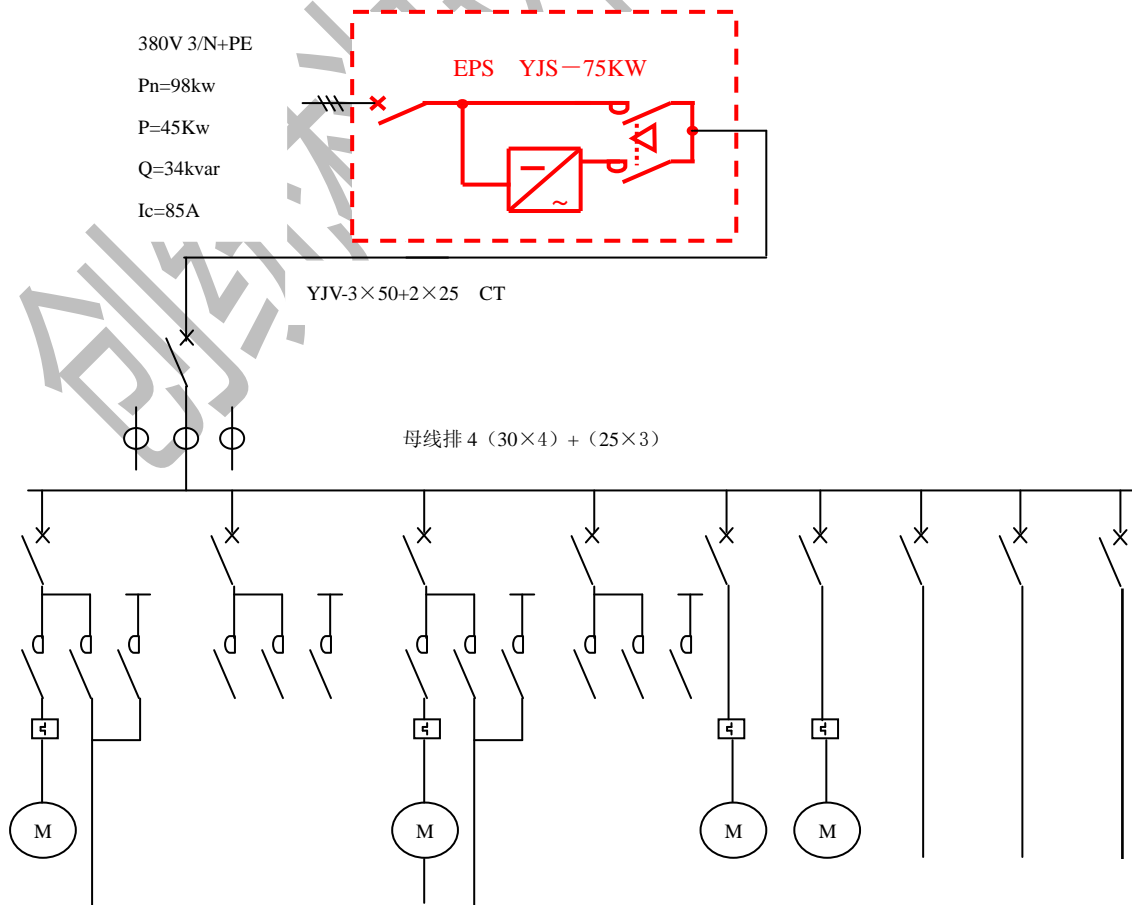 380V 3/N+PE
EPS YJS－75KW
Pn=98kw
P=45Kw
Q=34kvar
Ic=85A
YJV-3×50+2×25 CT
母线排 4（30×4）+（25×3）
M
M
M
M